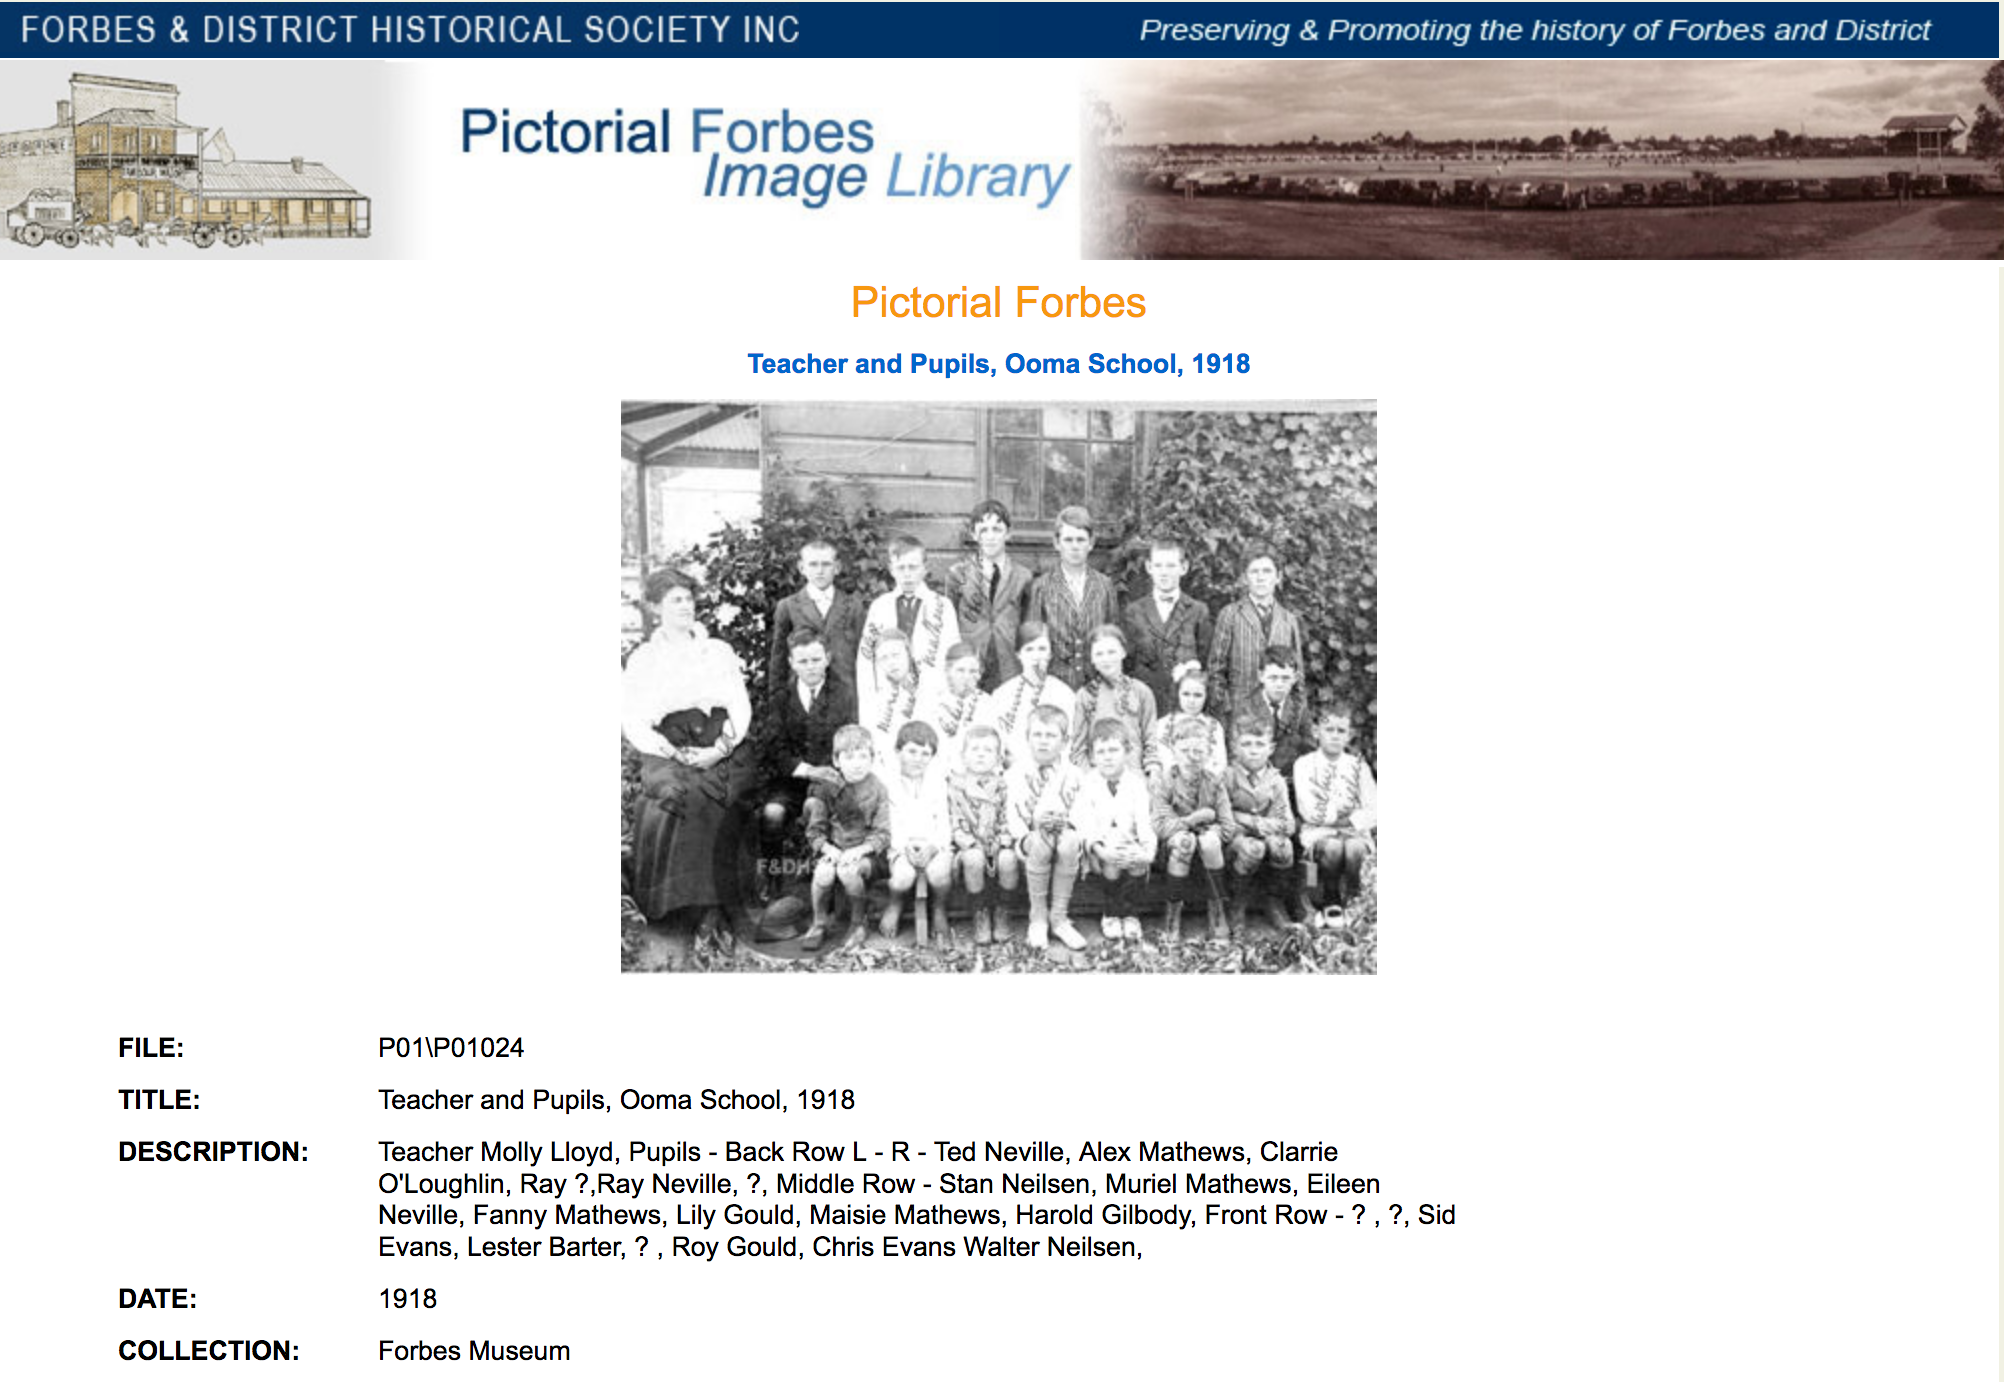 FORBES & DISTRICT HISTORICAL SOCIETY INC
Preserving & Promoting the history of Forbes and District
Pictorial Forbes
Image Library
Pictorial Forbes
Teacher and Pupils, Ooma School, 1918
Alex Mathews
Muriel
Fanny
F&DHS
FILE: P01\P01024
TITLE: Teacher and Pupils, Ooma School, 1918
DESCRIPTION: Teacher Molly Lloyd, Pupils - Back Row L - R - Ted Neville, Alex Mathews, Clarrie
O'Loughlin, Ray ?,Ray Neville, ?, Middle Row - Stan Neilsen, Muriel Mathews, Eileen
Neville, Fanny Mathews, Lily Gould, Maisie Mathews, Harold Gilbody, Front Row - ? , ?, Sid
Evans, Lester Barter, ? , Roy Gould, Chris Evans Walter Neilsen,
DATE: 1918
COLLECTION: Forbes Museum